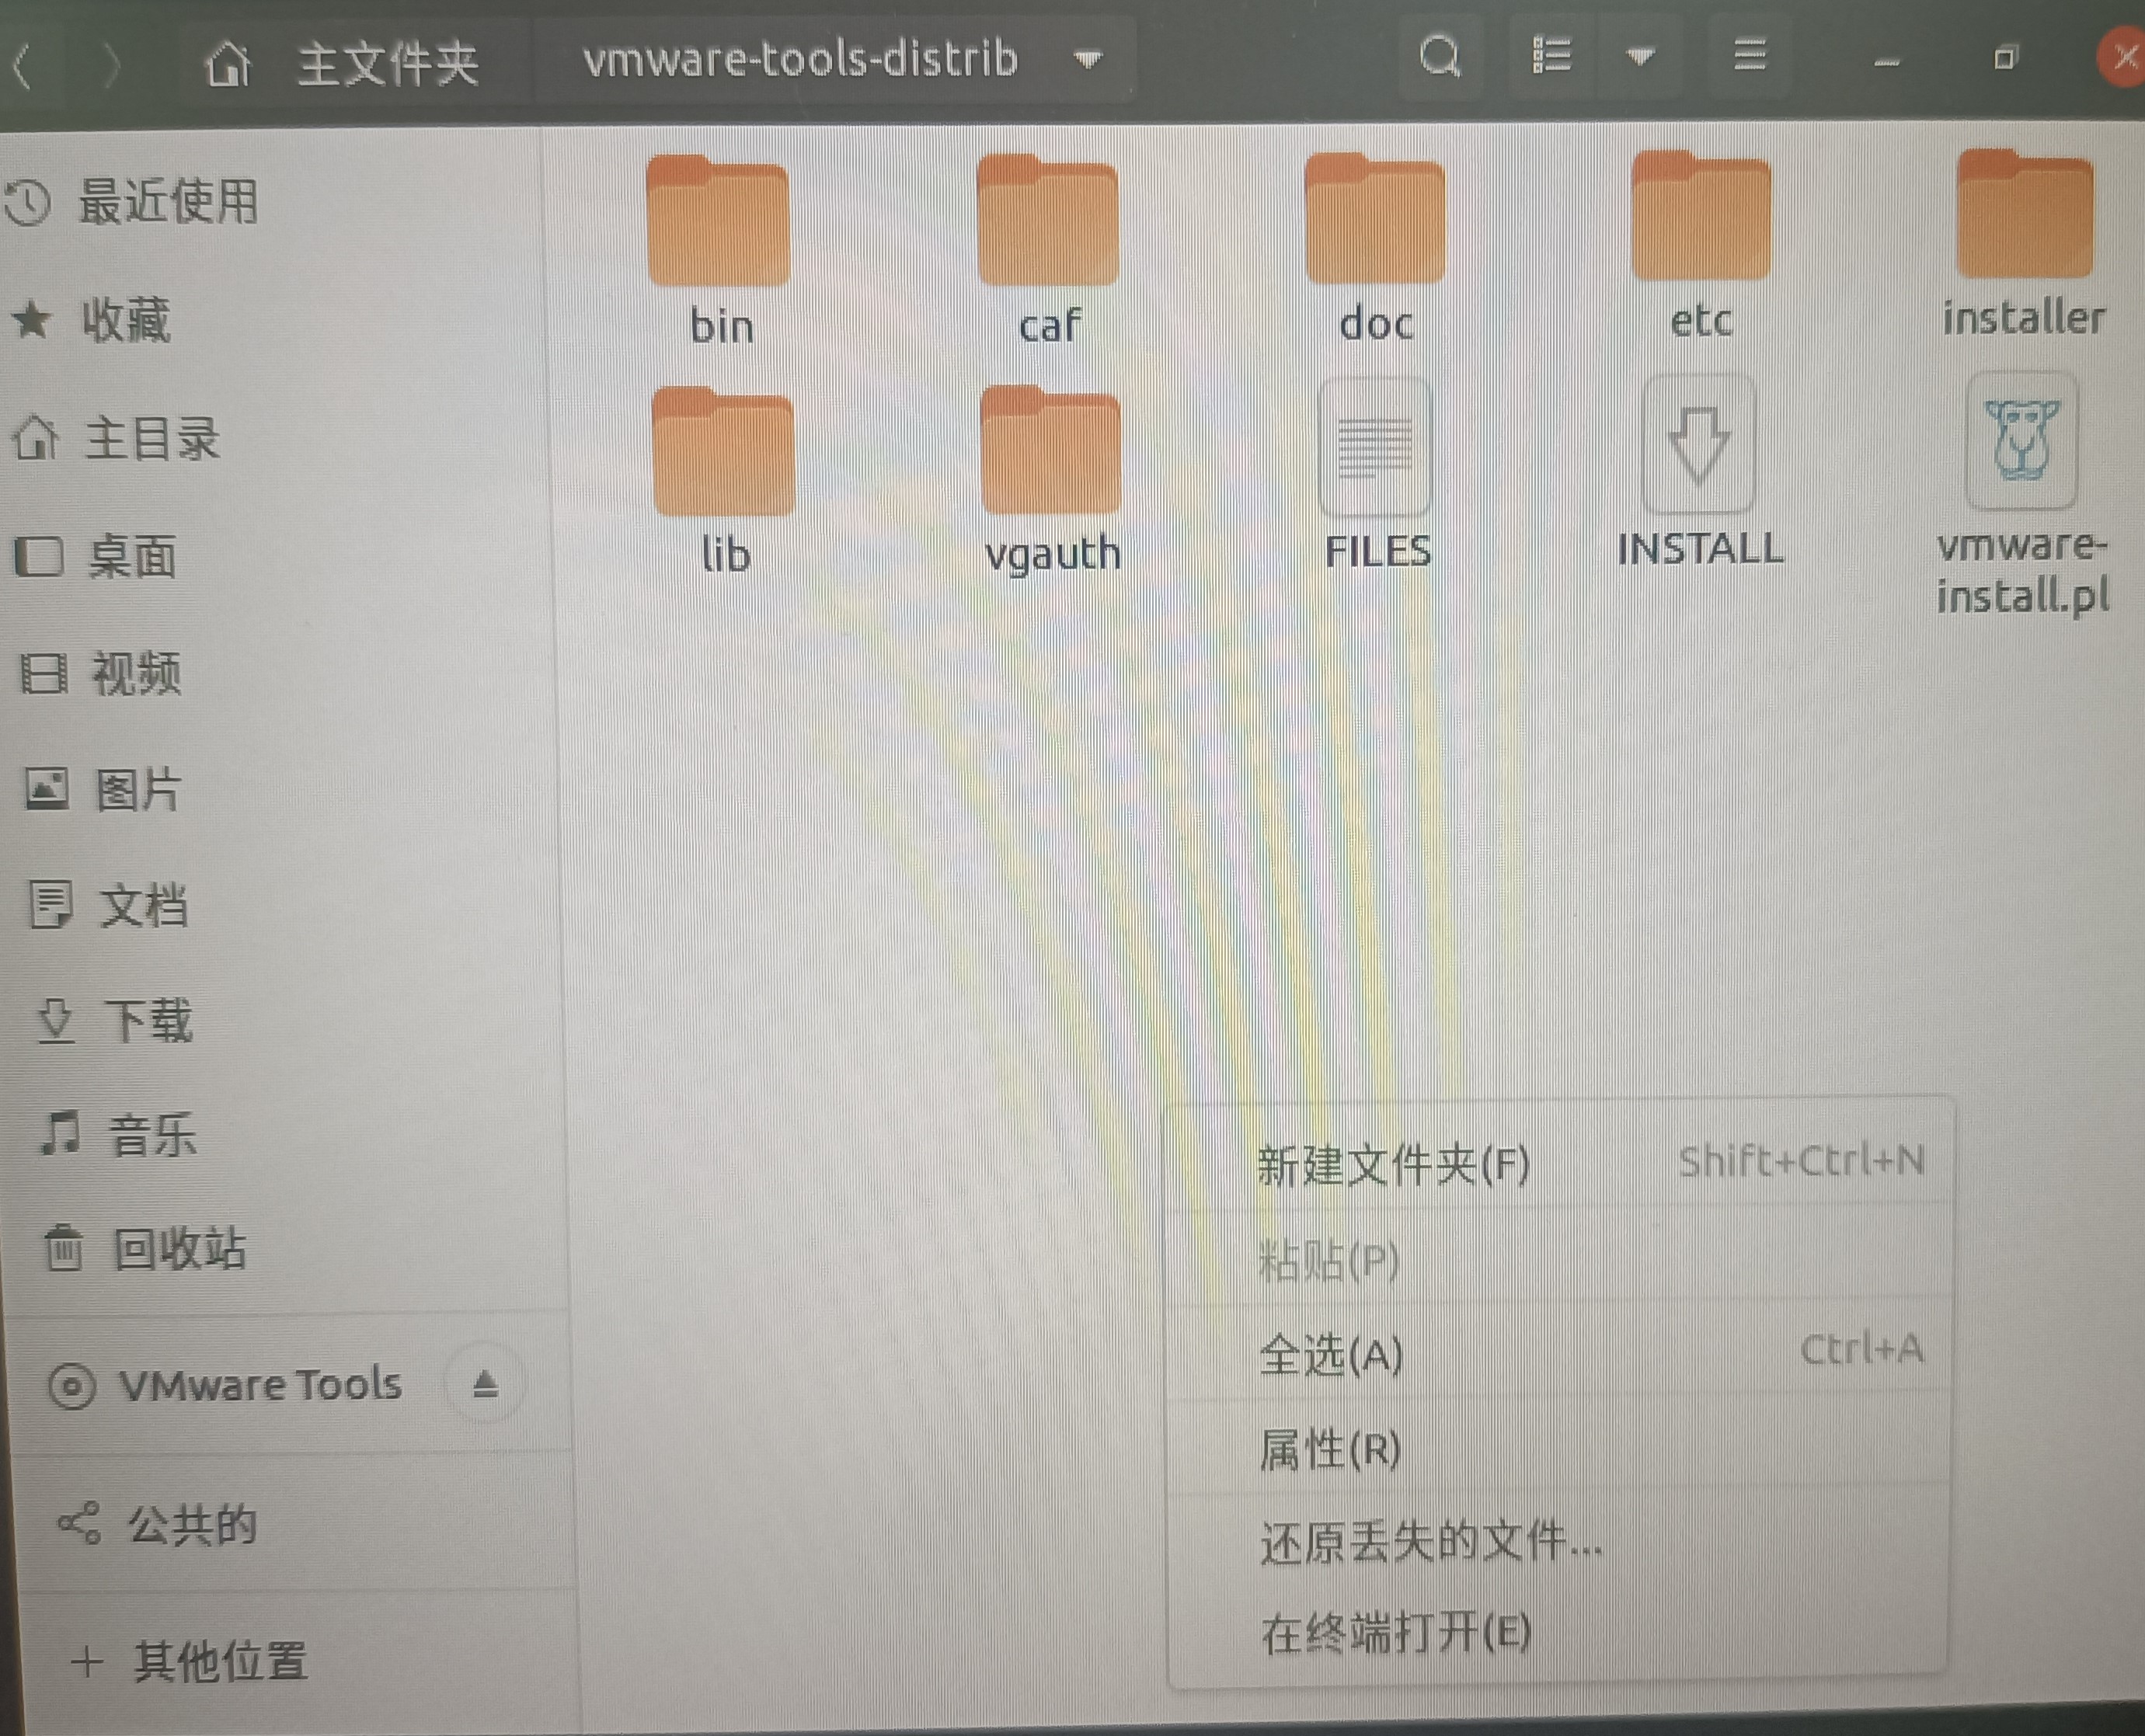 主文件夹
vmware-tools-distrib
最近使用
收藏
主目录
桌面
视频
图片
文档
下载
音乐
回收站
VMware Tools
公共的
其他位置
bin
caf
doc
etc
installer
lib
vgauth
FILES
INSTALL
vmware-
install.pl
新建文件夹(F) Shift+Ctrl+N
粘贴(P)
全选(A) Ctrl+A
属性(R)
还原丢失的文件...
在终端打开(E)